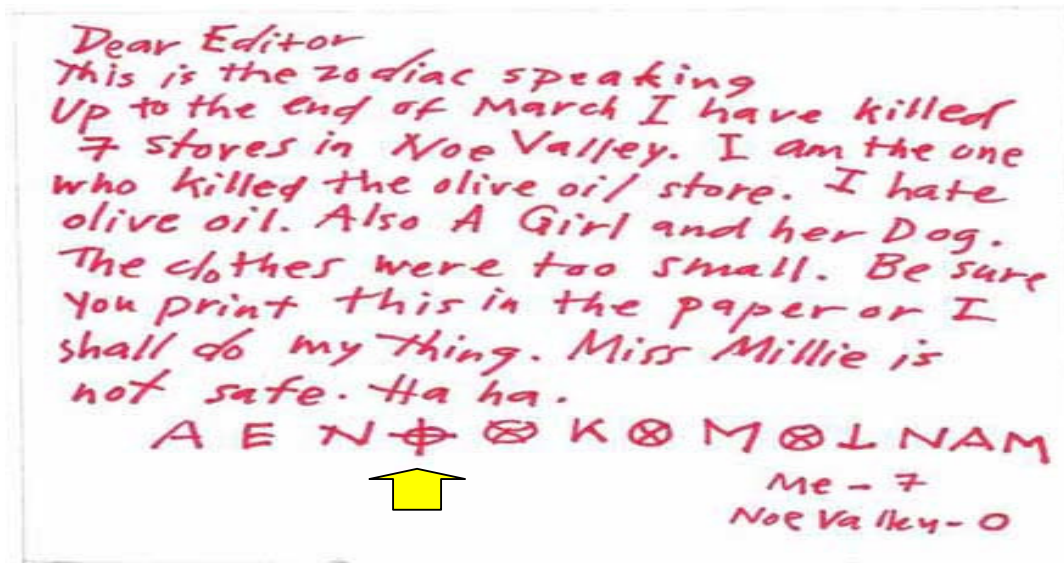 Dear Editor
This is the zodiac speaking
Up to the end of March I have killed
7 stores in Noe Valley. I am the one
who killed the olive oil store. I hate
olive oil. Also A Girl and her Dog.
The clothes were too small. Be sure
you print this in the paper or I
shall do my thing. Miss Millie is
not safe. Ha ha.
A E N ⌖ ⊗ K ⊗ M ⊗ ⊥ N A M
Me - 7
Noe Valley - 0